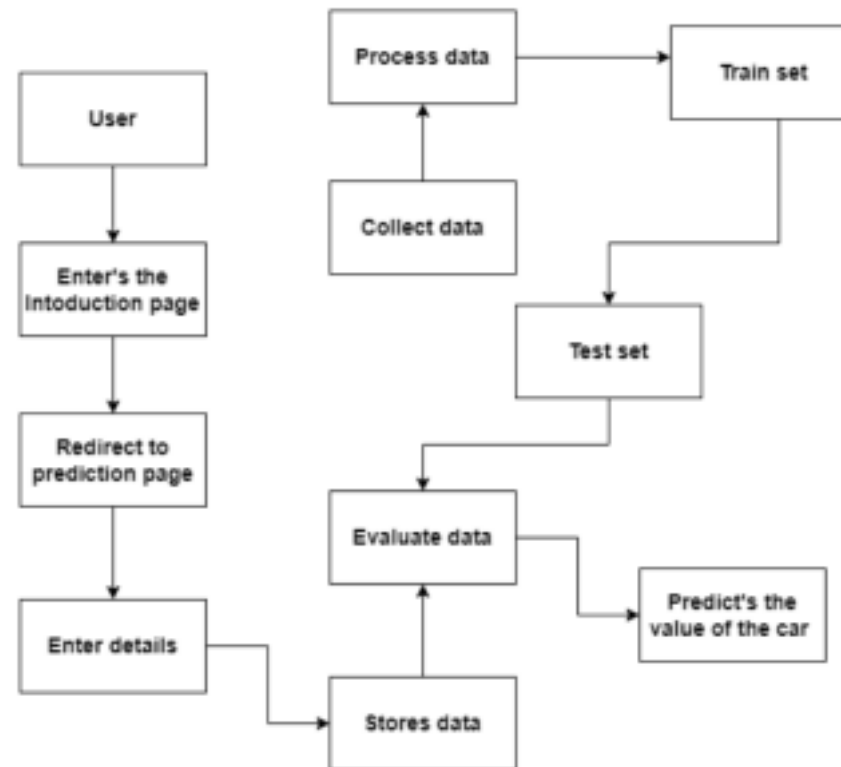 User
Enter's the
Intoduction page
Redirect to
prediction page
Enter details
Process data
Collect data
Train set
Test set
Evaluate data
Stores data
Predict's the
value of the car